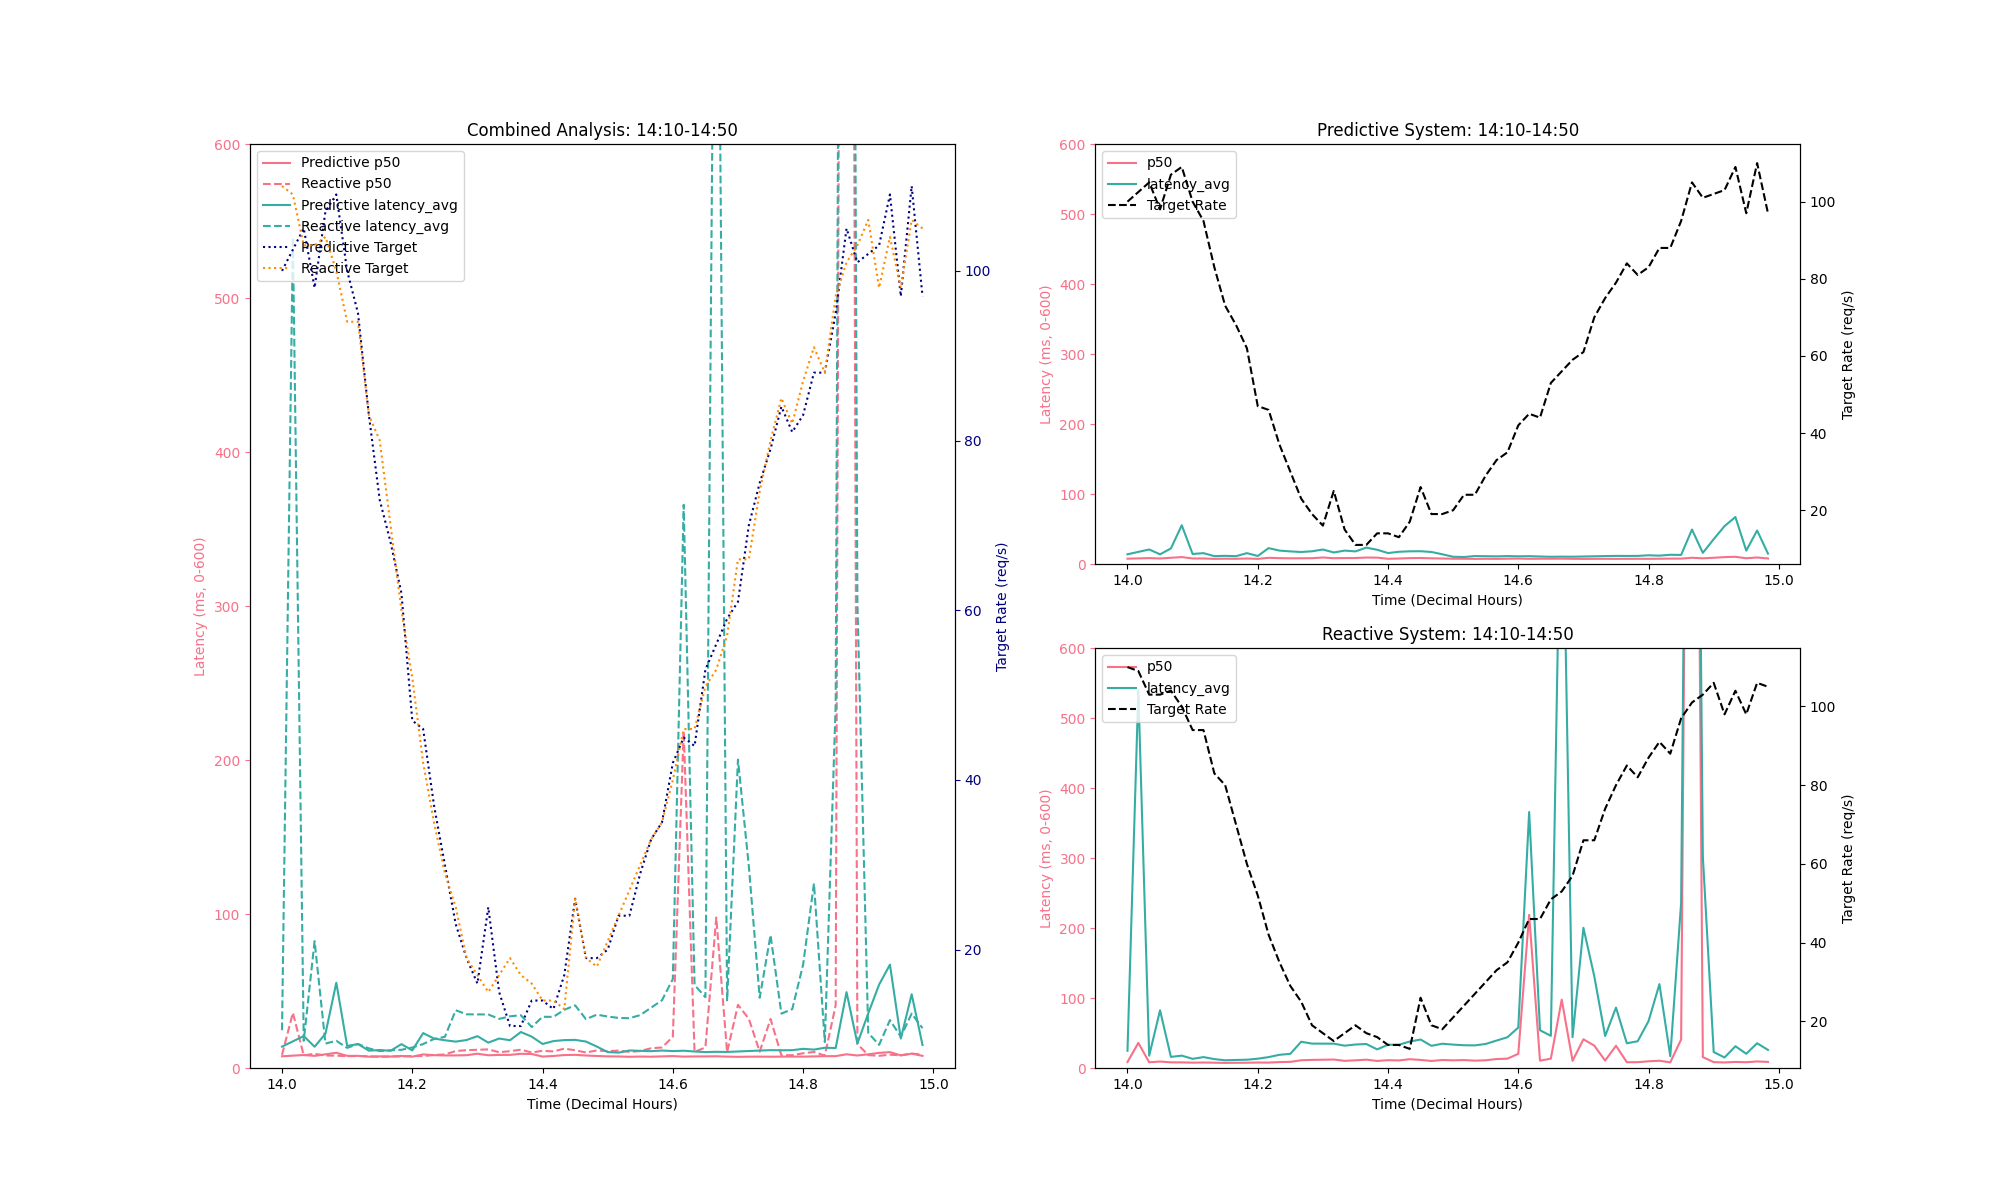 Combined Analysis: 14:10-14:50
Predictive p50
Reactive p50
Predictive latency_avg
Reactive latency_avg
Predictive Target
Reactive Target
600
500
400
300
200
100
0
Latency (ms, 0-600)
100
80
60
40
20
Target Rate (req/s)
14.0 14.2 14.4 14.6 14.8 15.0
Time (Decimal Hours)
Predictive System: 14:10-14:50
p50
latency_avg
Target Rate
600
500
400
300
200
100
0
Latency (ms, 0-600)
100
80
60
40
20
Target Rate (req/s)
14.0 14.2 14.4 14.6 14.8 15.0
Time (Decimal Hours)
Reactive System: 14:10-14:50
p50
latency_avg
Target Rate
600
500
400
300
200
100
0
Latency (ms, 0-600)
100
80
60
40
20
Target Rate (req/s)
14.0 14.2 14.4 14.6 14.8 15.0
Time (Decimal Hours)